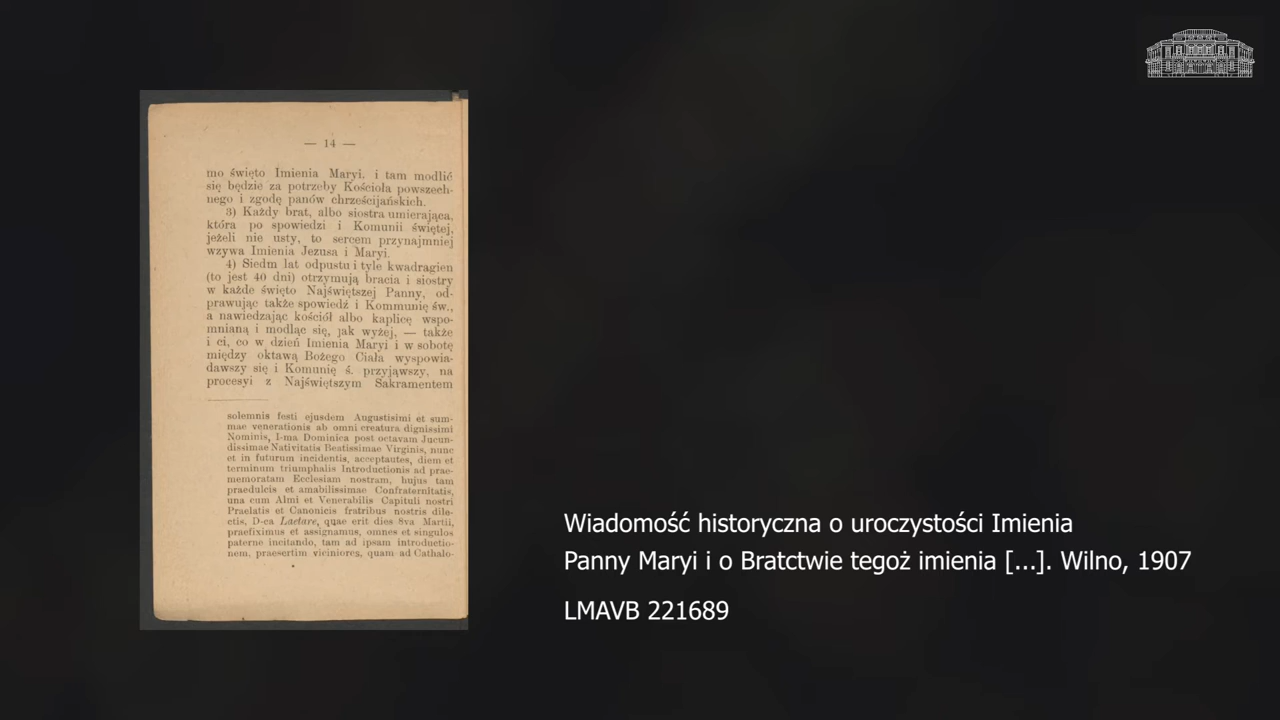 — 14 —
mo święto Imienia Maryi. i tam modlić
się będzie za potrzeby Kościoła powszech-
nego i zgodę panów chrześcijańskich.
3) Każdy brat, albo siostra umierająca,
która po spowiedzi i Komunii świętej,
jeżeli nie usty, to sercem przynajmniej
wzywa Imienia Jezusa i Maryi.
4) Siedm lat odpustu i tyle kwadragien
(to jest 40 dni) otrzymują bracia i siostry
w każde święto Najświętszej Panny, od-
prawując także spowiedź i Kommunię św.,
a nawiedzając kościół albo kaplicę wspo-
mnianą i modląc się, jak wyżej, — także
i ci, co w dzień Imienia Maryi i w sobotę
między oktawą Bożego Ciała wyspowia-
dawszy się i Komunię ś. przyjąwszy, na
procesyi z Najświętszym Sakramentem
solemnis festi ejusdem Augustisimi et sum-
mae venerationis ab omni creatura dignissimi
Nominis, I-ma Dominica post octavam Jucun-
dissimae Nativitatis Beatissimae Virginis, nunc
et in futurum incidentis, acceptautes, diem et
terminum triumphalis Introductionis ad prae-
memoratam Ecclesiam nostram, hujus tam
praedulcis et amabilissimae Confraternitatis,
una cum Almi et Venerabilis Capituli nostri
Praelatis et Canonicis fratribus nostris dile-
ctis, D-ca Laetare, quae erit dies 8va Martii,
praefiximus et assignamus, omnes et singulos
paterne incitando, tam ad ipsam introductio-
nem, praesertim viciniores, quam ad Cathalo-
Wiadomość historyczna o uroczystości Imienia
Panny Maryi i o Bratctwie tegoż imienia [...]. Wilno, 1907
LMAVB 221689